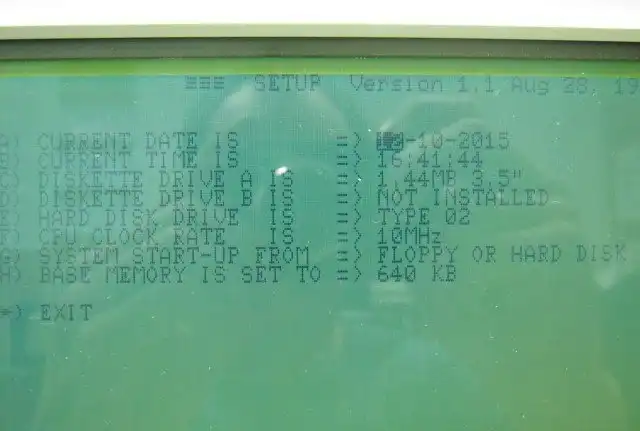 === SETUP Version 1.1 Aug 28, 19
CURRENT DATE IS => -10-2015
CURRENT TIME IS => 16:41:44
C) DISKETTE DRIVE A IS => 1.44MB 3.5"
D) DISKETTE DRIVE B IS => NOT INSTALLED
E) HARD DISK DRIVE IS => TYPE 02
F) CPU CLOCK RATE IS => 10MHz
G) SYSTEM START-UP FROM => FLOPPY OR HARD DISK
H) BASE MEMORY IS SET TO => 640 KB
*) EXIT